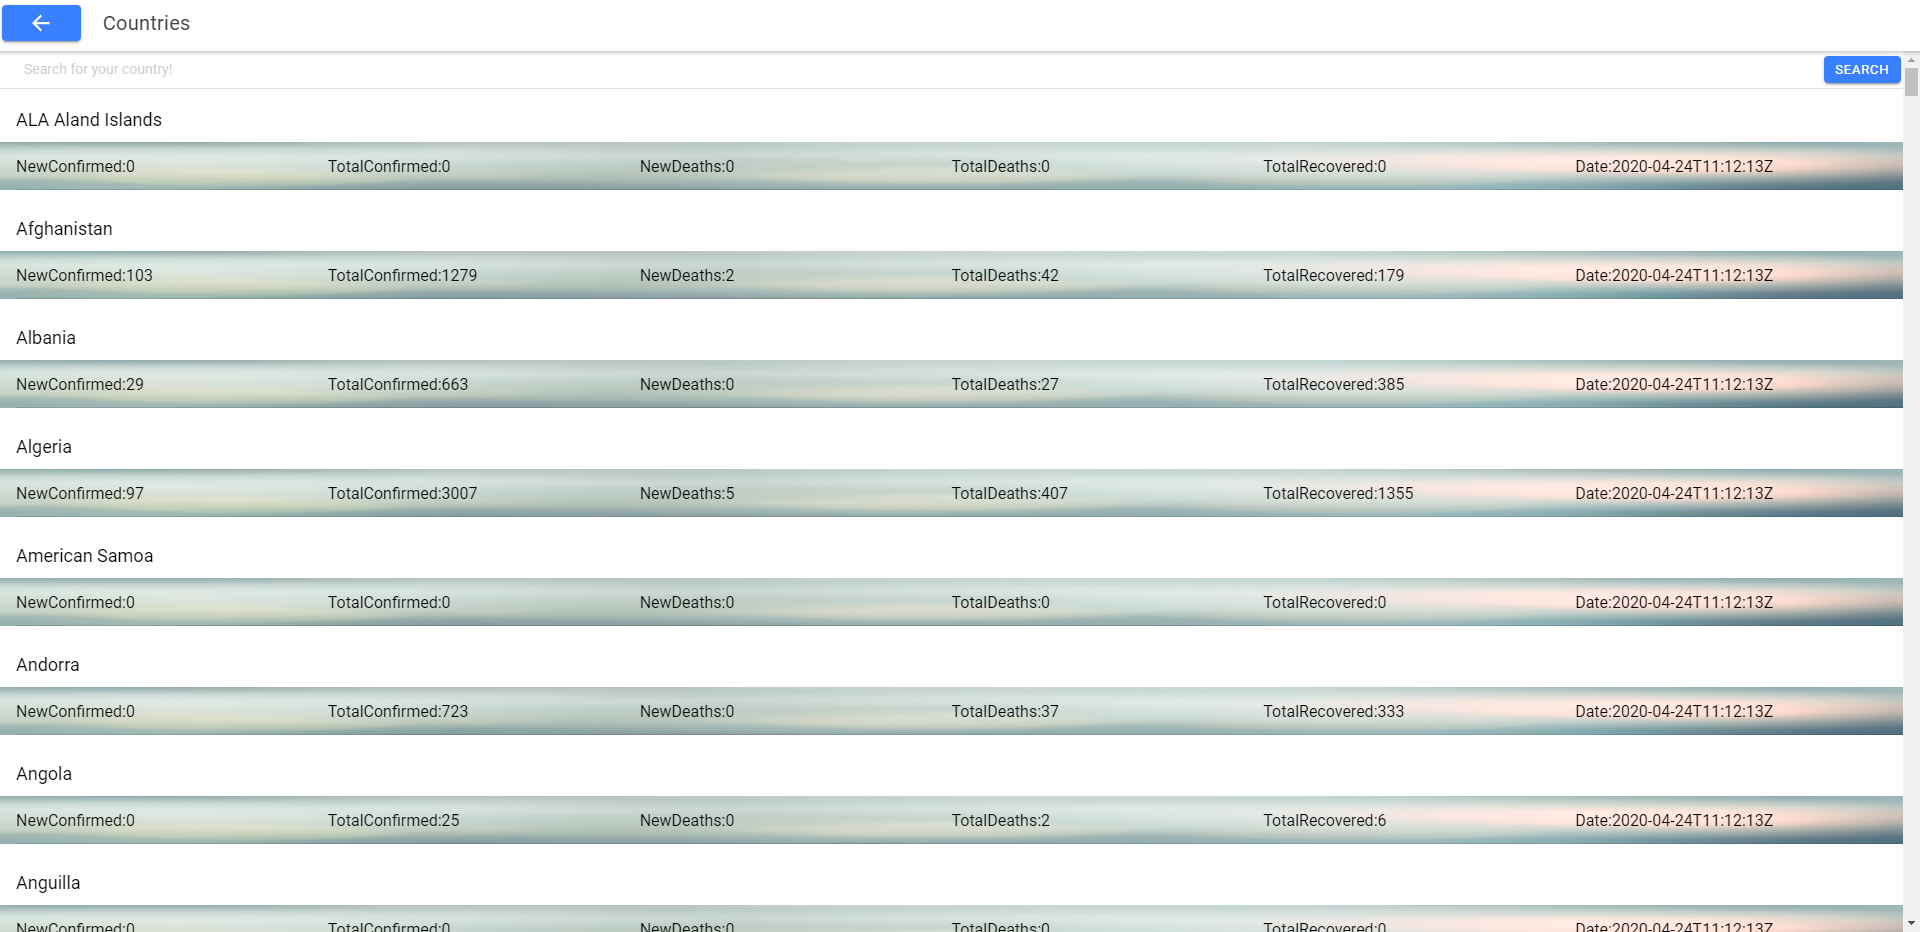 Countries
Search for your country!
SEARCH
ALA Aland Islands
NewConfirmed:0 TotalConfirmed:0 NewDeaths:0 TotalDeaths:0 TotalRecovered:0 Date:2020-04-24T11:12:13Z
Afghanistan
NewConfirmed:103 TotalConfirmed:1279 NewDeaths:2 TotalDeaths:42 TotalRecovered:179 Date:2020-04-24T11:12:13Z
Albania
NewConfirmed:29 TotalConfirmed:663 NewDeaths:0 TotalDeaths:27 TotalRecovered:385 Date:2020-04-24T11:12:13Z
Algeria
NewConfirmed:97 TotalConfirmed:3007 NewDeaths:5 TotalDeaths:407 TotalRecovered:1355 Date:2020-04-24T11:12:13Z
American Samoa
NewConfirmed:0 TotalConfirmed:0 NewDeaths:0 TotalDeaths:0 TotalRecovered:0 Date:2020-04-24T11:12:13Z
Andorra
NewConfirmed:0 TotalConfirmed:723 NewDeaths:0 TotalDeaths:37 TotalRecovered:333 Date:2020-04-24T11:12:13Z
Angola
NewConfirmed:0 TotalConfirmed:25 NewDeaths:0 TotalDeaths:2 TotalRecovered:6 Date:2020-04-24T11:12:13Z
Anguilla
NewConfirmed:0 TotalConfirmed:0 NewDeaths:0 TotalDeaths:0 TotalRecovered:0 Date:2020-04-24T11:12:13Z